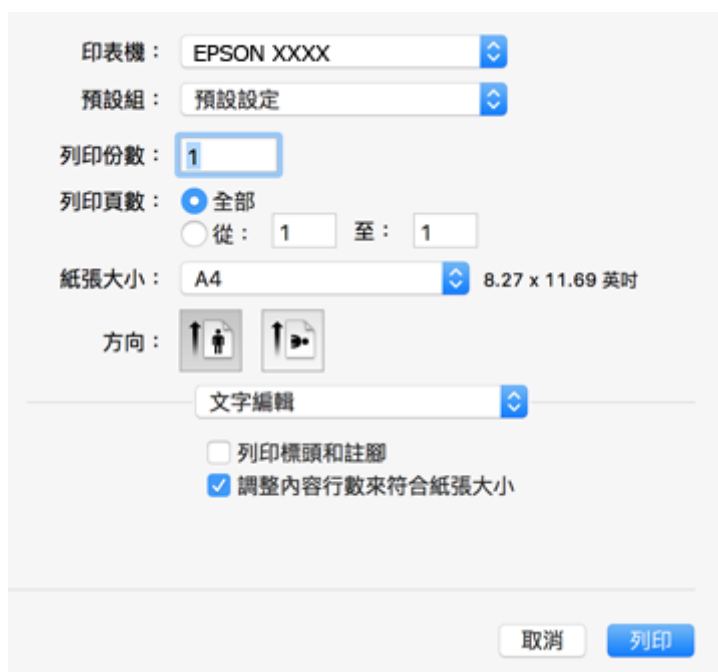 印表機： EPSON XXXX
預設組： 預設設定
列印份數： 1
列印頁數： 全部
從： 1 至： 1
紙張大小： A4 8.27 x 11.69 英吋
方向：
文字編輯
列印標頭和註腳
調整內容行數來符合紙張大小
取消 列印